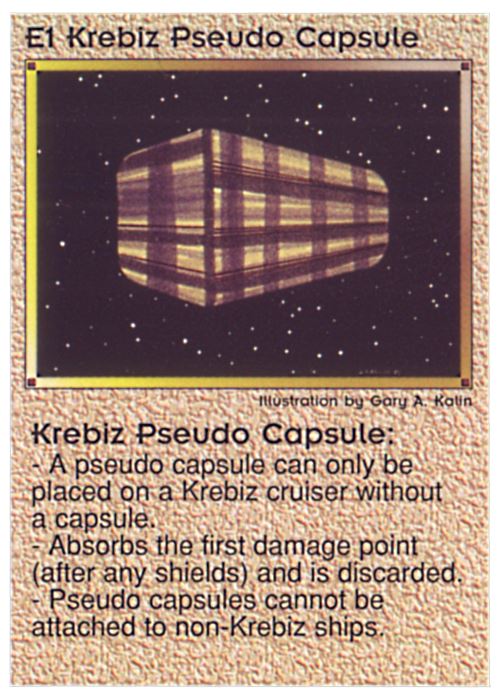 E1 Krebiz Pseudo Capsule
Illustration by Gary A. Kalin
Krebiz Pseudo Capsule:
- A pseudo capsule can only be
placed on a Krebiz cruiser without
a capsule.
- Absorbs the first damage point
(after any shields) and is discarded.
- Pseudo capsules cannot be
attached to non-Krebiz ships.